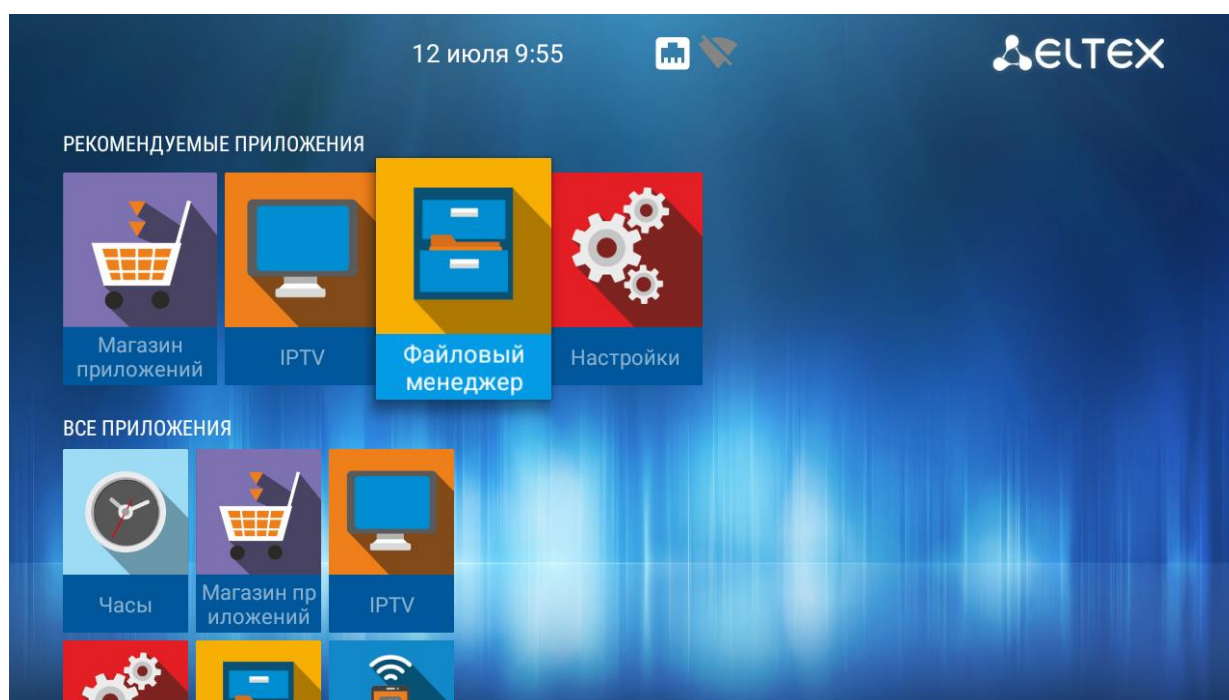 12 июля 9:55
ELTEX
РЕКОМЕНДУЕМЫЕ ПРИЛОЖЕНИЯ
Магазин
приложений
IPTV
Файловый
менеджер
Настройки
ВСЕ ПРИЛОЖЕНИЯ
Часы
Магазин пр
иложений
IPTV